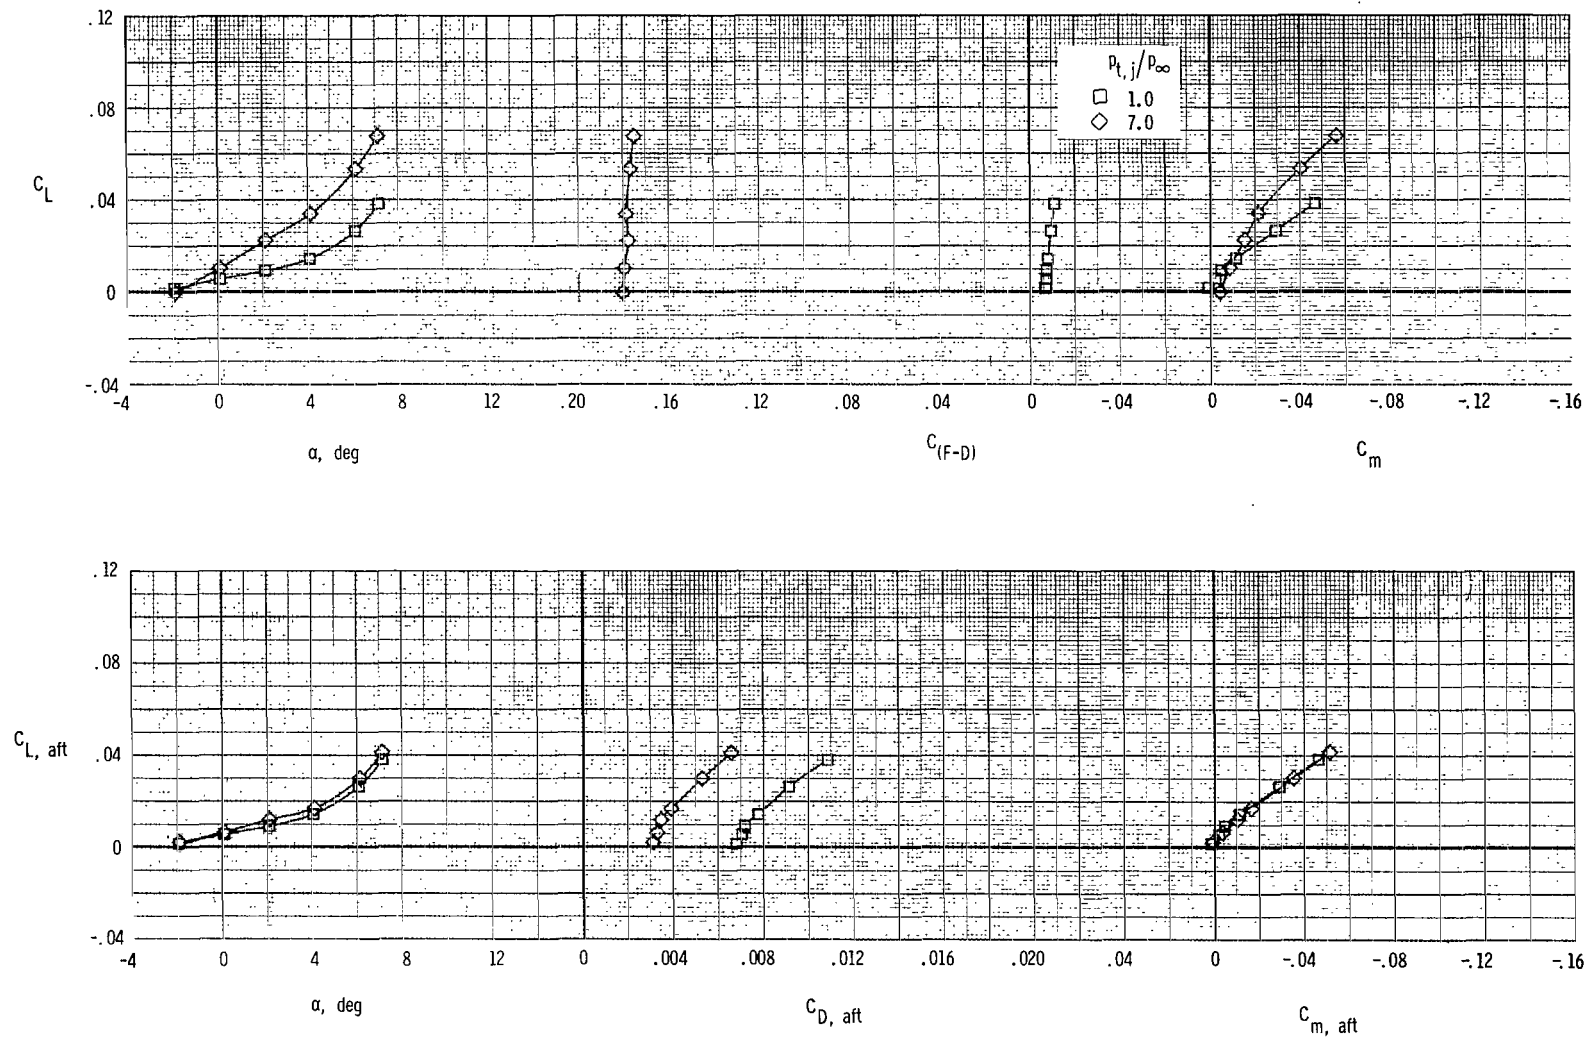 .12
.08
.04
0
-.04
C_L
p_t,j/p_∞
□ 1.0
◇ 7.0
-4 0 4 8 12 .20 .16 .12 .08 .04 0 -.04 0 -.04 -.08 -.12 -.16
α, deg C_(F-D) C_m
.12
.08
C_L, aft
.04
0
-.04
-4 0 4 8 12 0 .004 .008 .012 .016 .020 0 -.04 -.08 -.12 -.16
α, deg C_D, aft C_m, aft